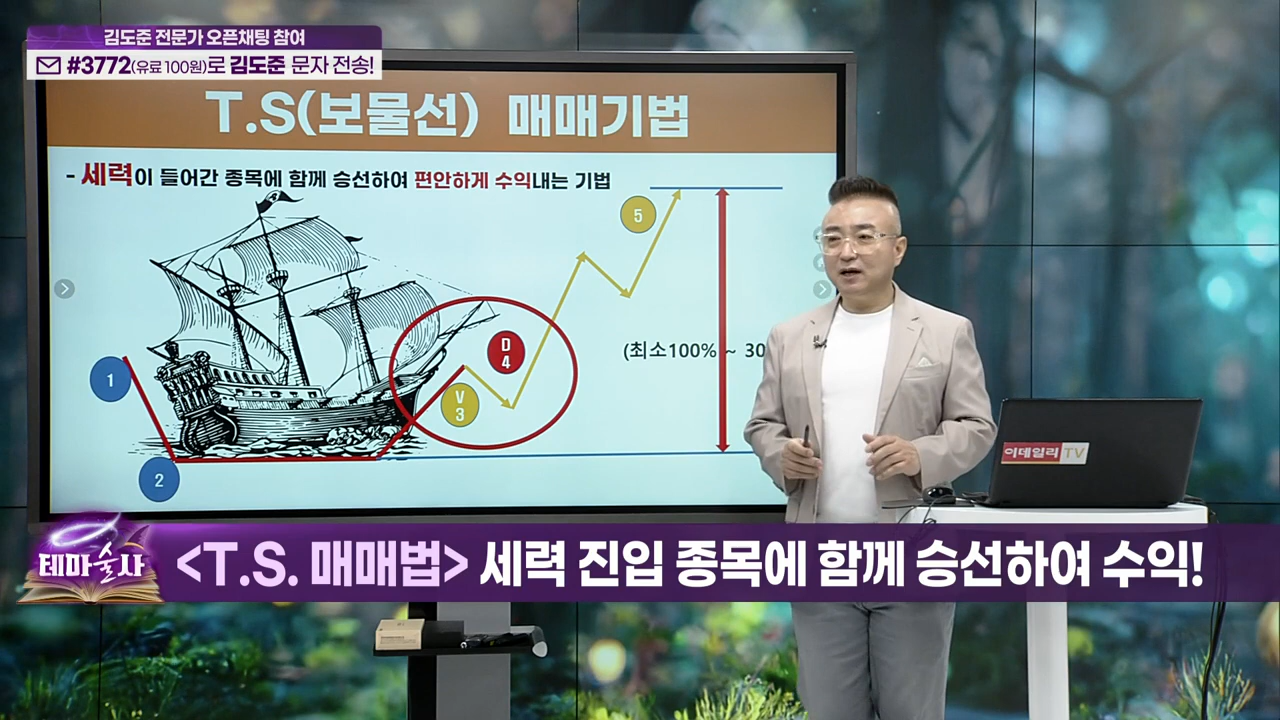 김도준 전문가 오픈채팅 참여
#3772(유료 100원)로 김도준 문자 전송!
T.S(보물선) 매매기법
- 세력이 들어간 종목에 함께 승선하여 편안하게 수익내는 기법
5
D
4
(최소100% ~ 30
1
V
3
2
이데일리 TV
테마술사
<T.S. 매매법> 세력 진입 종목에 함께 승선하여 수익!